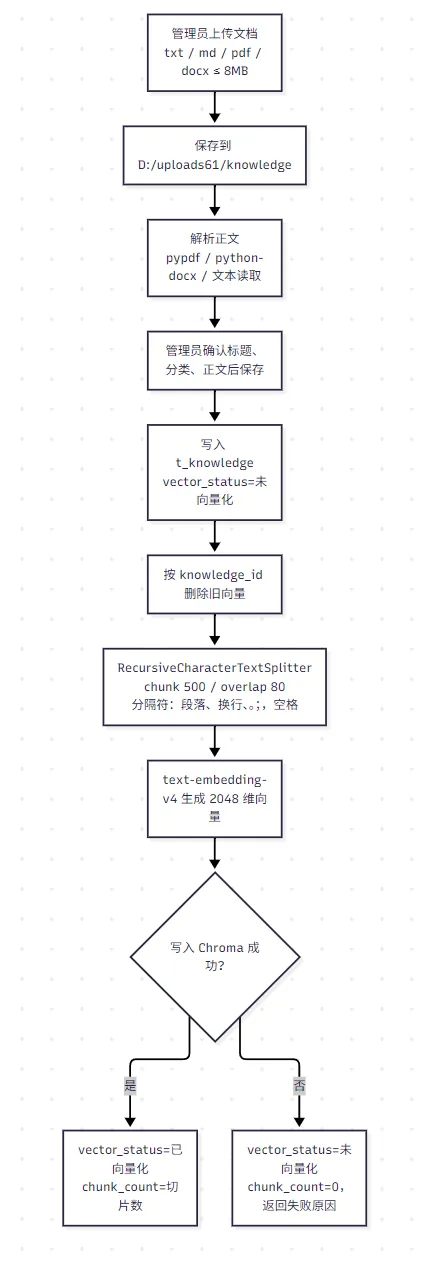 管理员上传文档
txt / md / pdf /
docx ≤ 8MB
保存到
D:/uploads61/knowledge
解析正文
pypdf / python-
docx / 文本读取
管理员确认标题、
分类、正文后保存
写入
t_knowledge
vector_status=未
向量化
按 knowledge_id
删除旧向量
RecursiveCharacterTextSplitter
chunk 500 / overlap 80
分隔符：段落、换行、。；，空格
text-embedding-
v4 生成 2048 维向
量
写入 Chroma 成
功？
是
否
vector_status=已
向量化
chunk_count=切
片数
vector_status=未
向量化
chunk_count=0，
返回失败原因